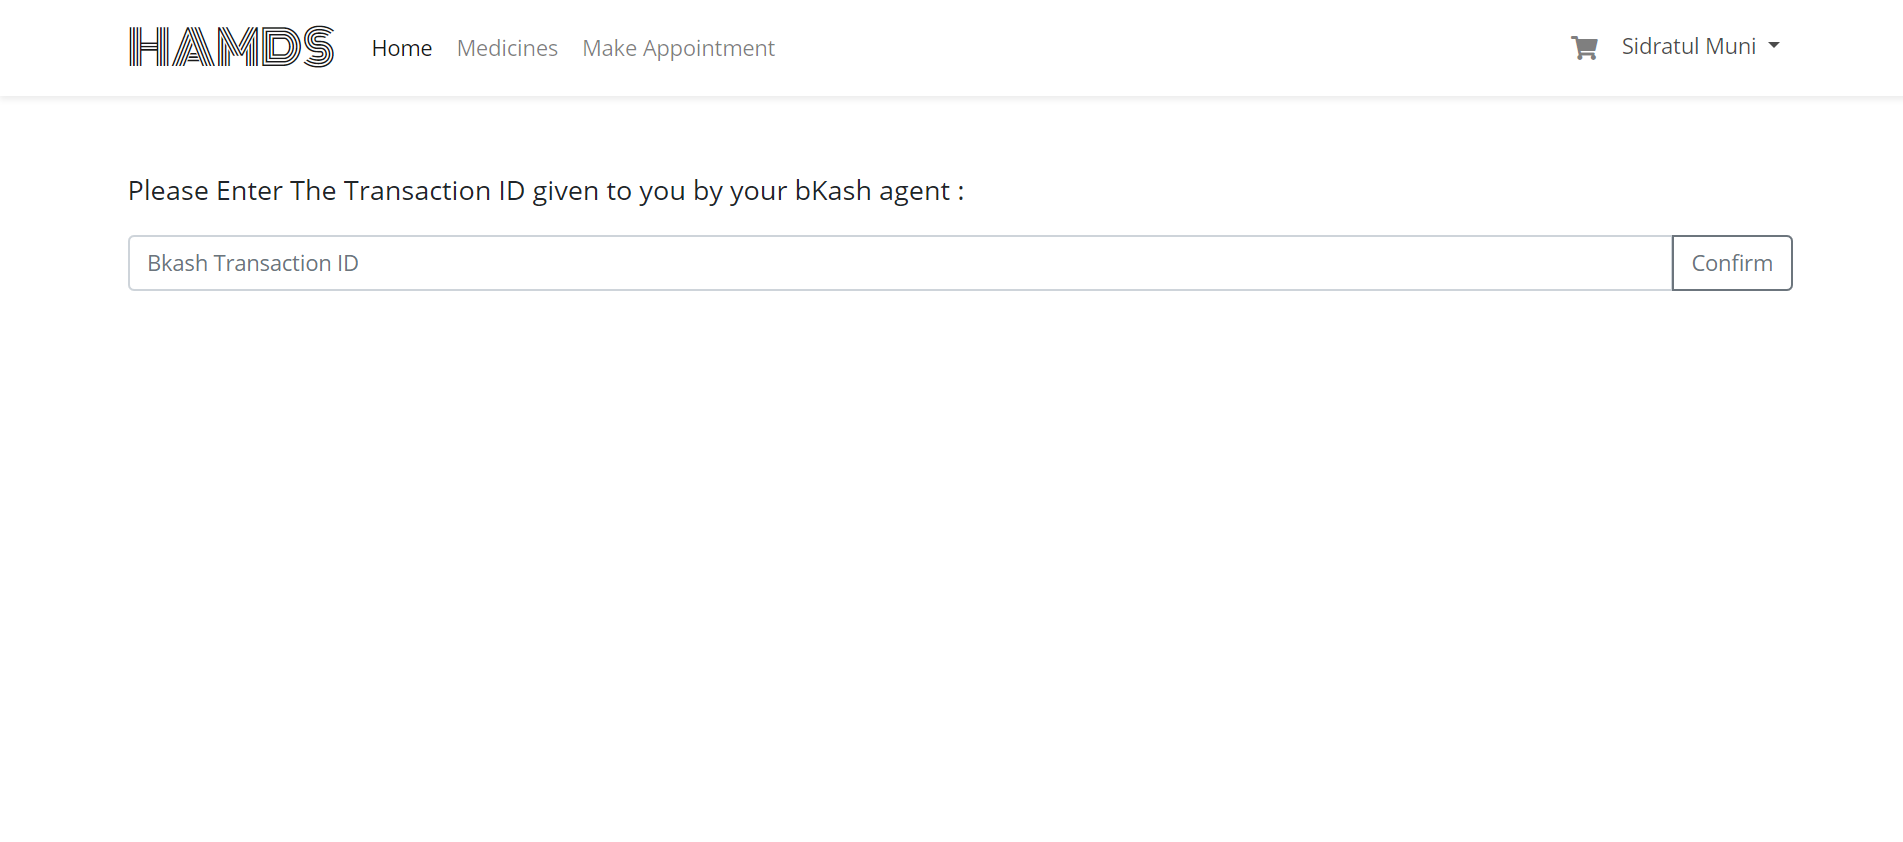 HAMDS Home Medicines Make Appointment Sidratul Muni
Please Enter The Transaction ID given to you by your bKash agent :
Bkash Transaction ID Confirm